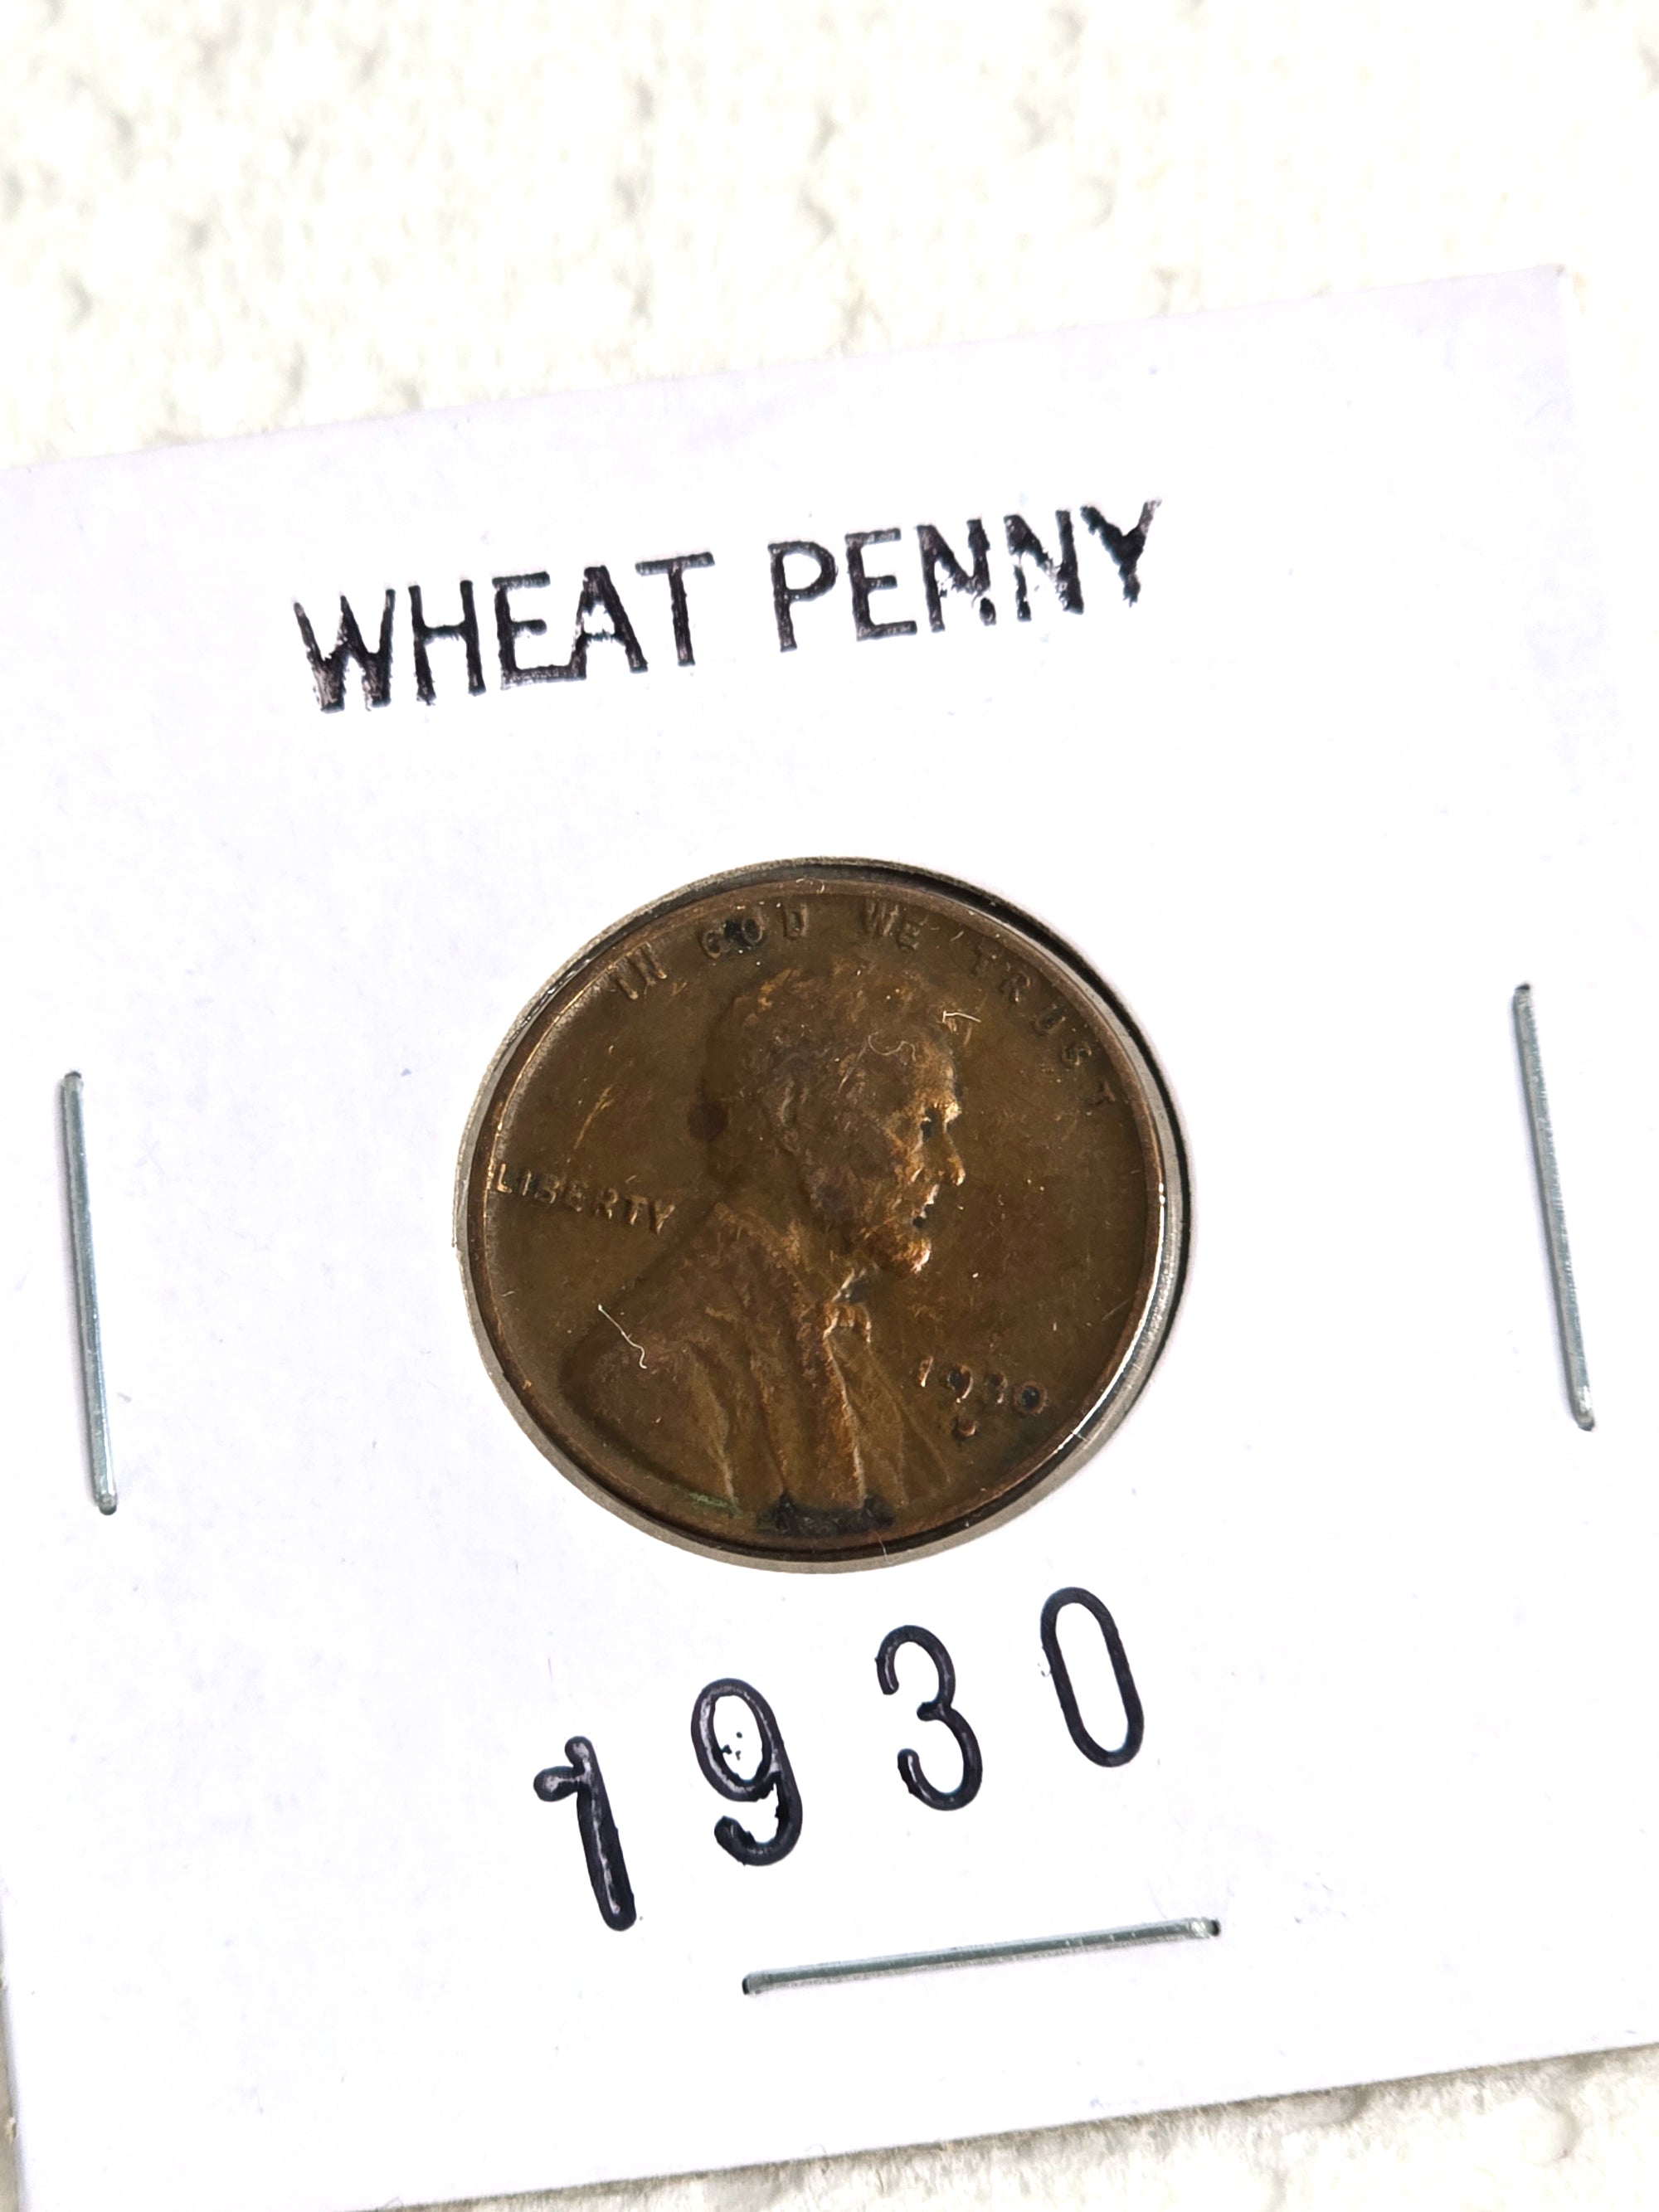 WHEAT PENNY
IN GOD WE TRUST
LIBERTY
1930
1930